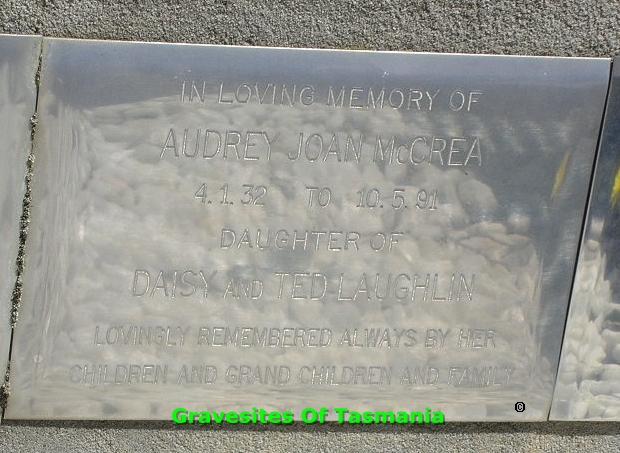 IN LOVING MEMORY OF
AUDREY JOAN McCREA
4.1.32 TO 10.5.91
DAUGHTER OF
DAISY AND TED LAUGHLIN
LOVINGLY REMEMBERED ALWAYS BY HER
CHILDREN AND GRAND CHILDREN AND FAMILY
Gravesites Of Tasmania
©